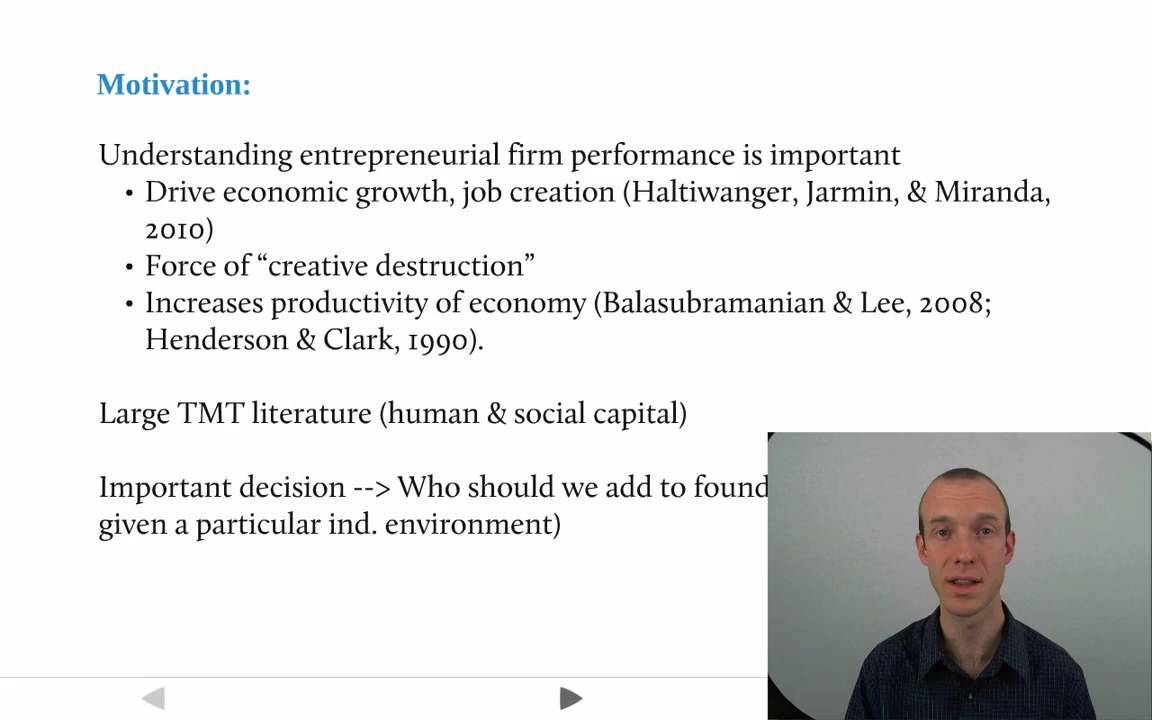 Motivation:
Understanding entrepreneurial firm performance is important
• Drive economic growth, job creation (Haltiwanger, Jarmin, & Miranda,
2010)
• Force of “creative destruction”
• Increases productivity of economy (Balasubramanian & Lee, 2008;
Henderson & Clark, 1990).
Large TMT literature (human & social capital)
Important decision --> Who should we add to found
given a particular ind. environment)